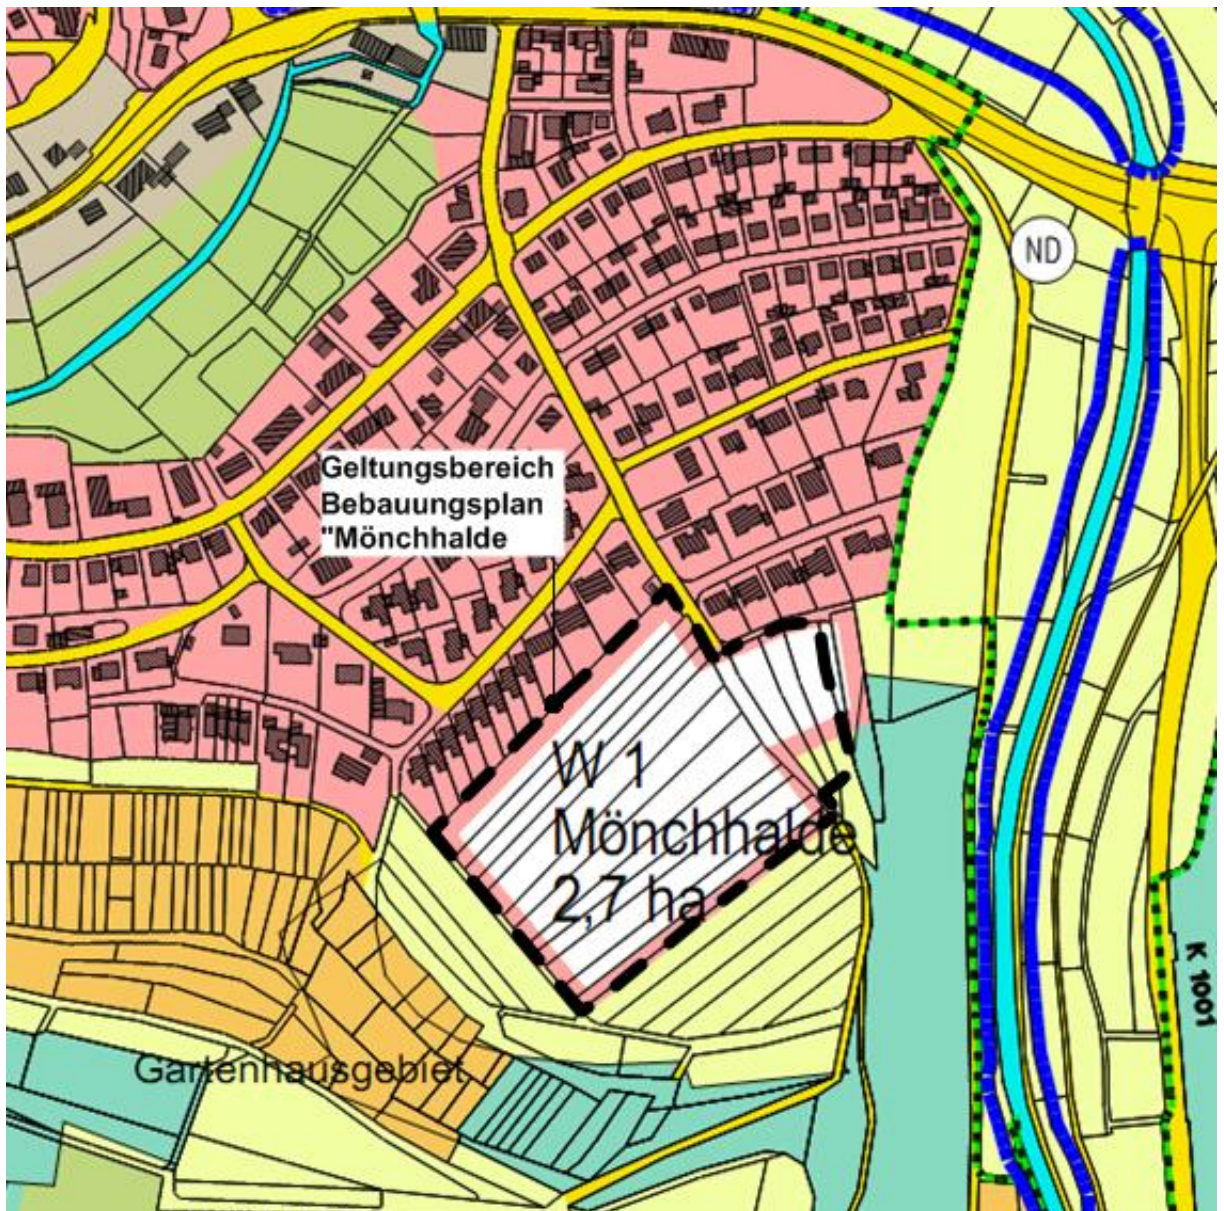 ND
Geltungsbereich
Bebauungsplan
"Mönchhalde
W 1
Mönchhalde
2,7 ha
K 1001
Gartenhausgebiet